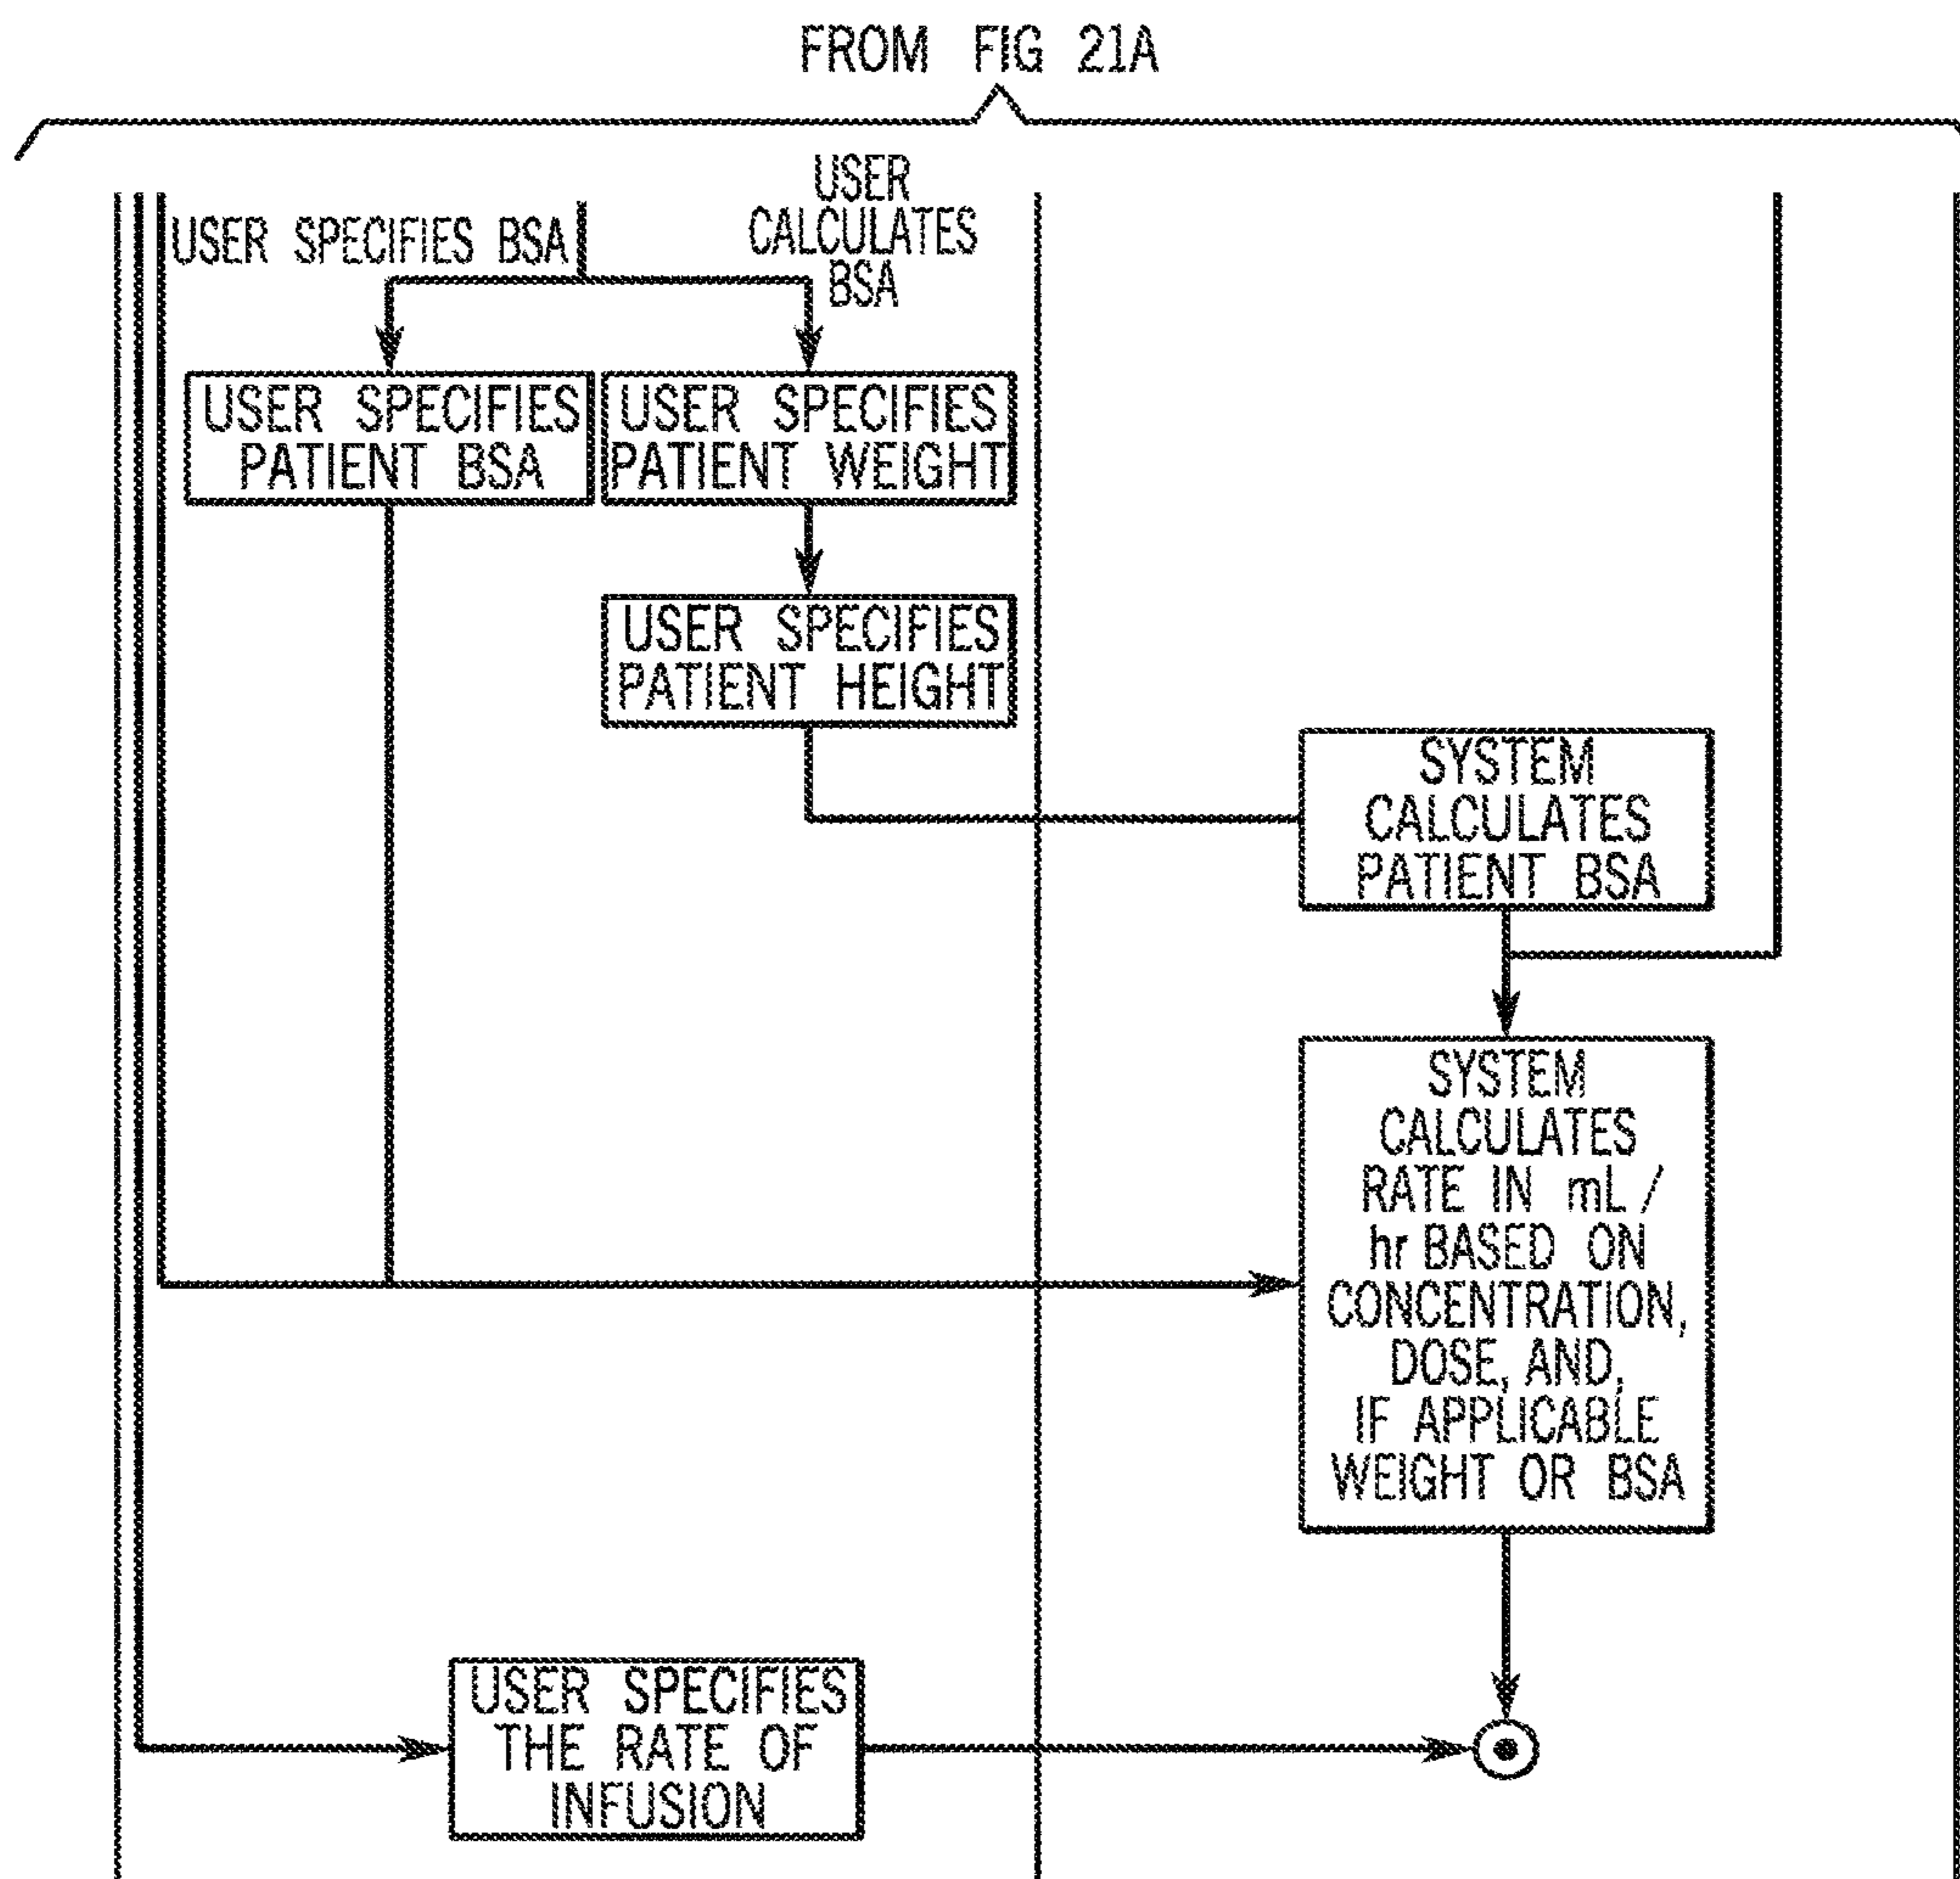 FROM FIG 21A
USER SPECIFIES BSA
USER
CALCULATES
BSA
USER SPECIFIES
PATIENT BSA
USER SPECIFIES
PATIENT WEIGHT
USER SPECIFIES
PATIENT HEIGHT
SYSTEM
CALCULATES
PATIENT BSA
SYSTEM
CALCULATES
RATE IN mL /
hr BASED ON
CONCENTRATION,
DOSE, AND,
IF APPLICABLE
WEIGHT OR BSA
USER SPECIFIES
THE RATE OF
INFUSION